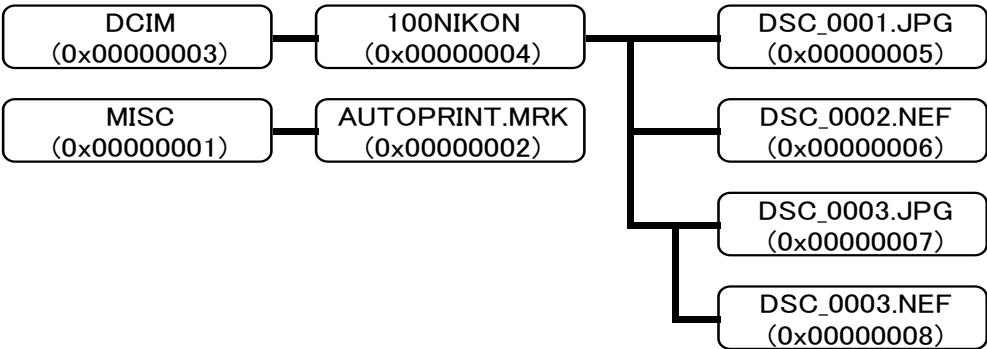 DCIM
(0x00000003)
100NIKON
(0x00000004)
DSC_0001.JPG
(0x00000005)
MISC
(0x00000001)
AUTOPRINT.MRK
(0x00000002)
DSC_0002.NEF
(0x00000006)
DSC_0003.JPG
(0x00000007)
DSC_0003.NEF
(0x00000008)